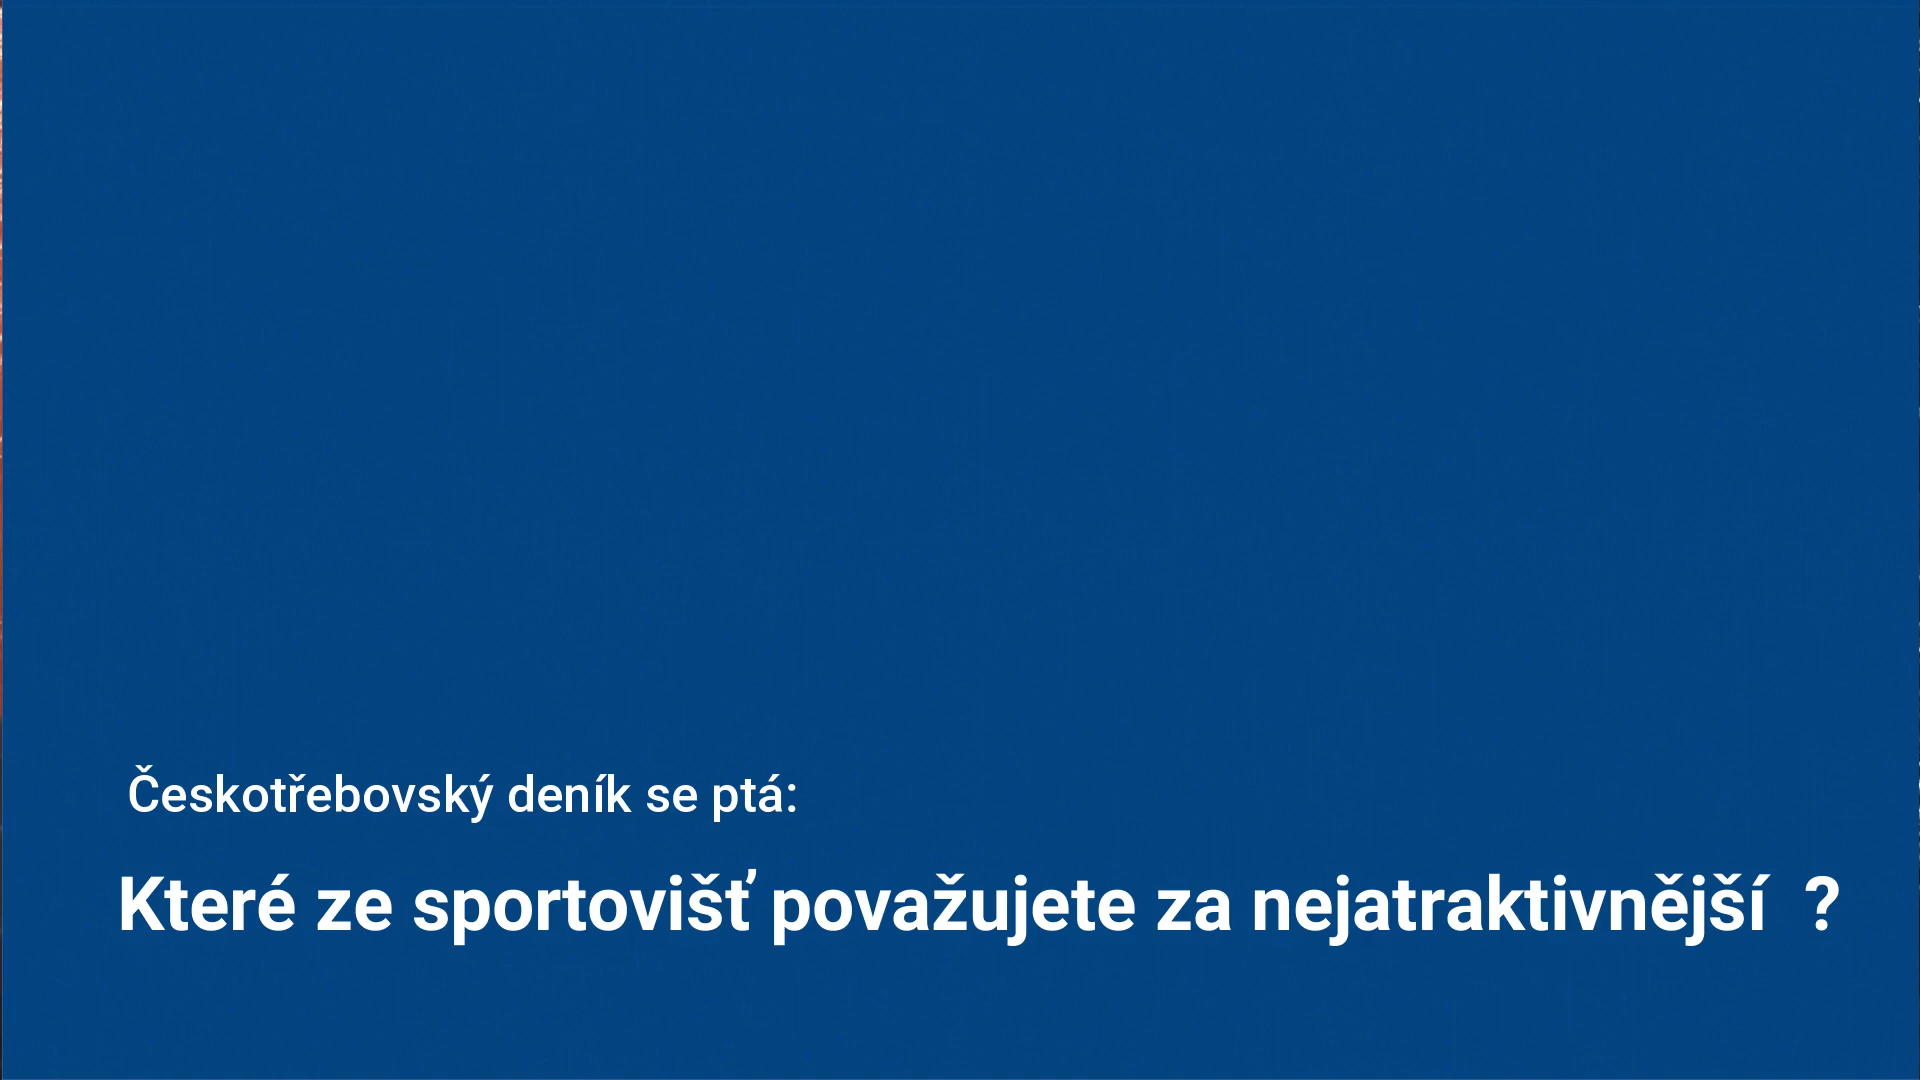 Českotřebovský deník se ptá:
Které ze sportovišť považujete za nejatraktivnější  ?